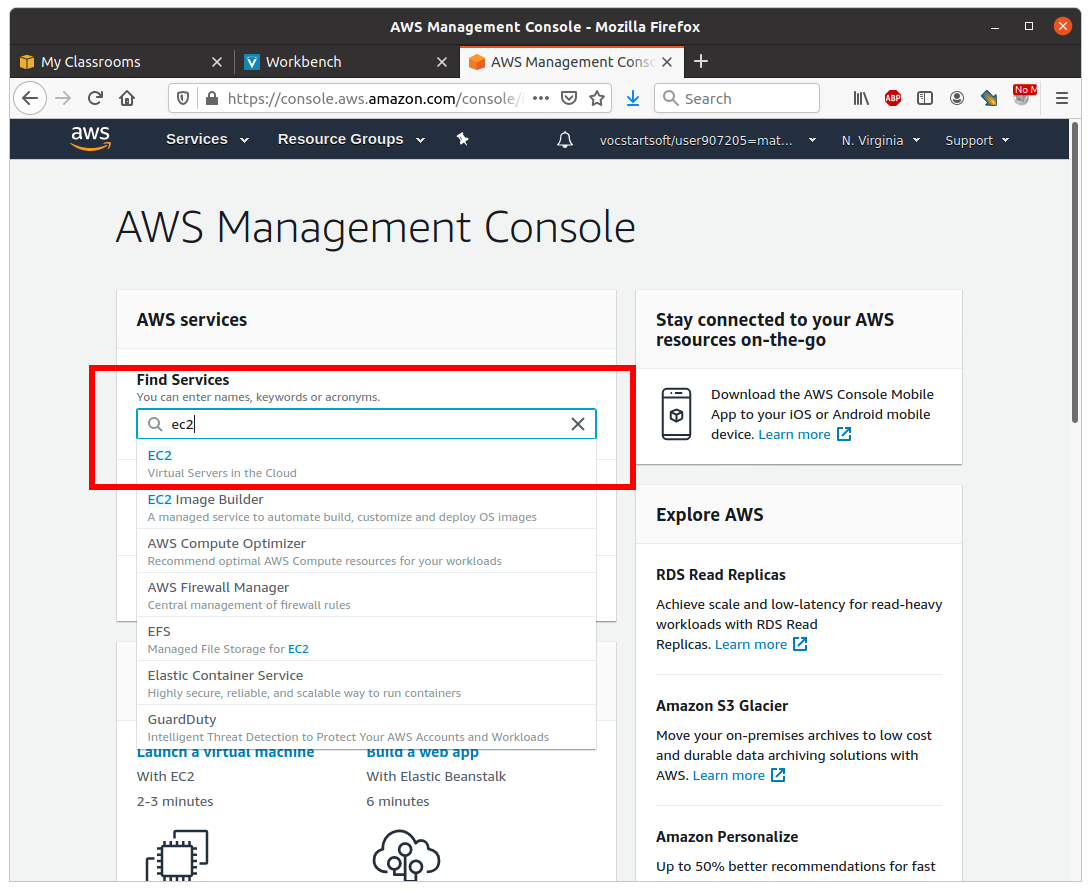 AWS Management Console - Mozilla Firefox
My Classrooms
Workbench
AWS Management Conso
https://console.aws.amazon.com/console/
Search
ABP
No M
aws
Services
Resource Groups
vocstartsoft/user907205=mat...
N. Virginia
Support
AWS Management Console
AWS services
Find Services
You can enter names, keywords or acronyms.
ec2
EC2
Virtual Servers in the Cloud
EC2 Image Builder
A managed service to automate build, customize and deploy OS images
AWS Compute Optimizer
Recommend optimal AWS Compute resources for your workloads
AWS Firewall Manager
Central management of firewall rules
EFS
Managed File Storage for EC2
Elastic Container Service
Highly secure, reliable, and scalable way to run containers
GuardDuty
Intelligent Threat Detection to Protect Your AWS Accounts and Workloads
Launch a virtual machine
With EC2
2-3 minutes
Build a web app
With Elastic Beanstalk
6 minutes
Stay connected to your AWS
resources on-the-go
Download the AWS Console Mobile
App to your iOS or Android mobile
device. Learn more
Explore AWS
RDS Read Replicas
Achieve scale and low-latency for read-heavy
workloads with RDS Read
Replicas. Learn more
Amazon S3 Glacier
Move your on-premises archives to low cost
and durable data archiving solutions with
AWS. Learn more
Amazon Personalize
Up to 50% better recommendations for fast